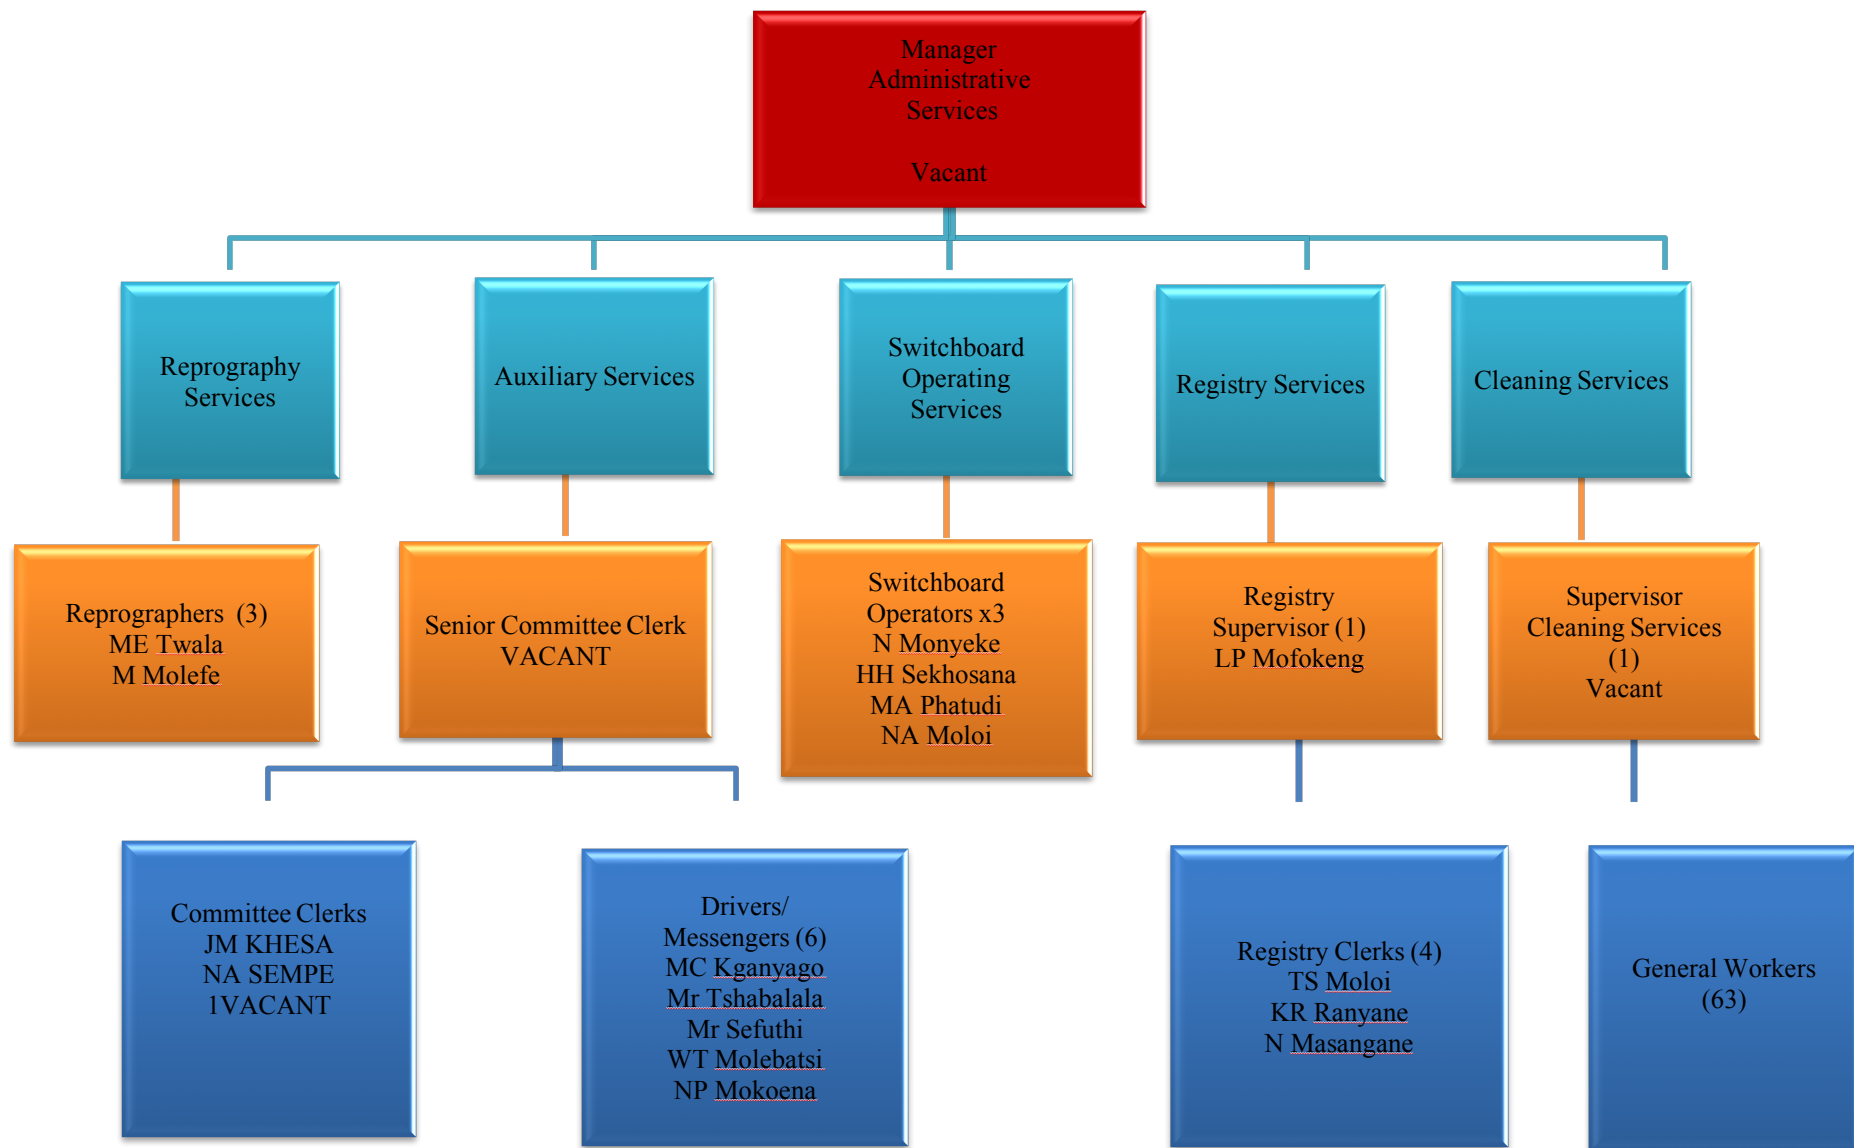 Manager
Administrative
Services
Vacant
Reprography
Services
Auxiliary Services
Switchboard
Operating
Services
Registry Services
Cleaning Services
Reprographers (3)
ME Twala
M Molefe
Senior Committee Clerk
VACANT
Switchboard
Operators x3
N Monyeke
HH Sekhosana
MA Phatudi
NA Moloi
Registry
Supervisor (1)
LP Mofokeng
Supervisor
Cleaning Services
(1)
Vacant
Committee Clerks
JM KHESA
NA SEMPE
1VACANT
Drivers/
Messengers (6)
MC Kganyago
Mr Tshabalala
Mr Sefuthi
WT Molebatsi
NP Mokoena
Registry Clerks (4)
TS Moloi
KR Ranyane
N Masangane
General Workers
(63)